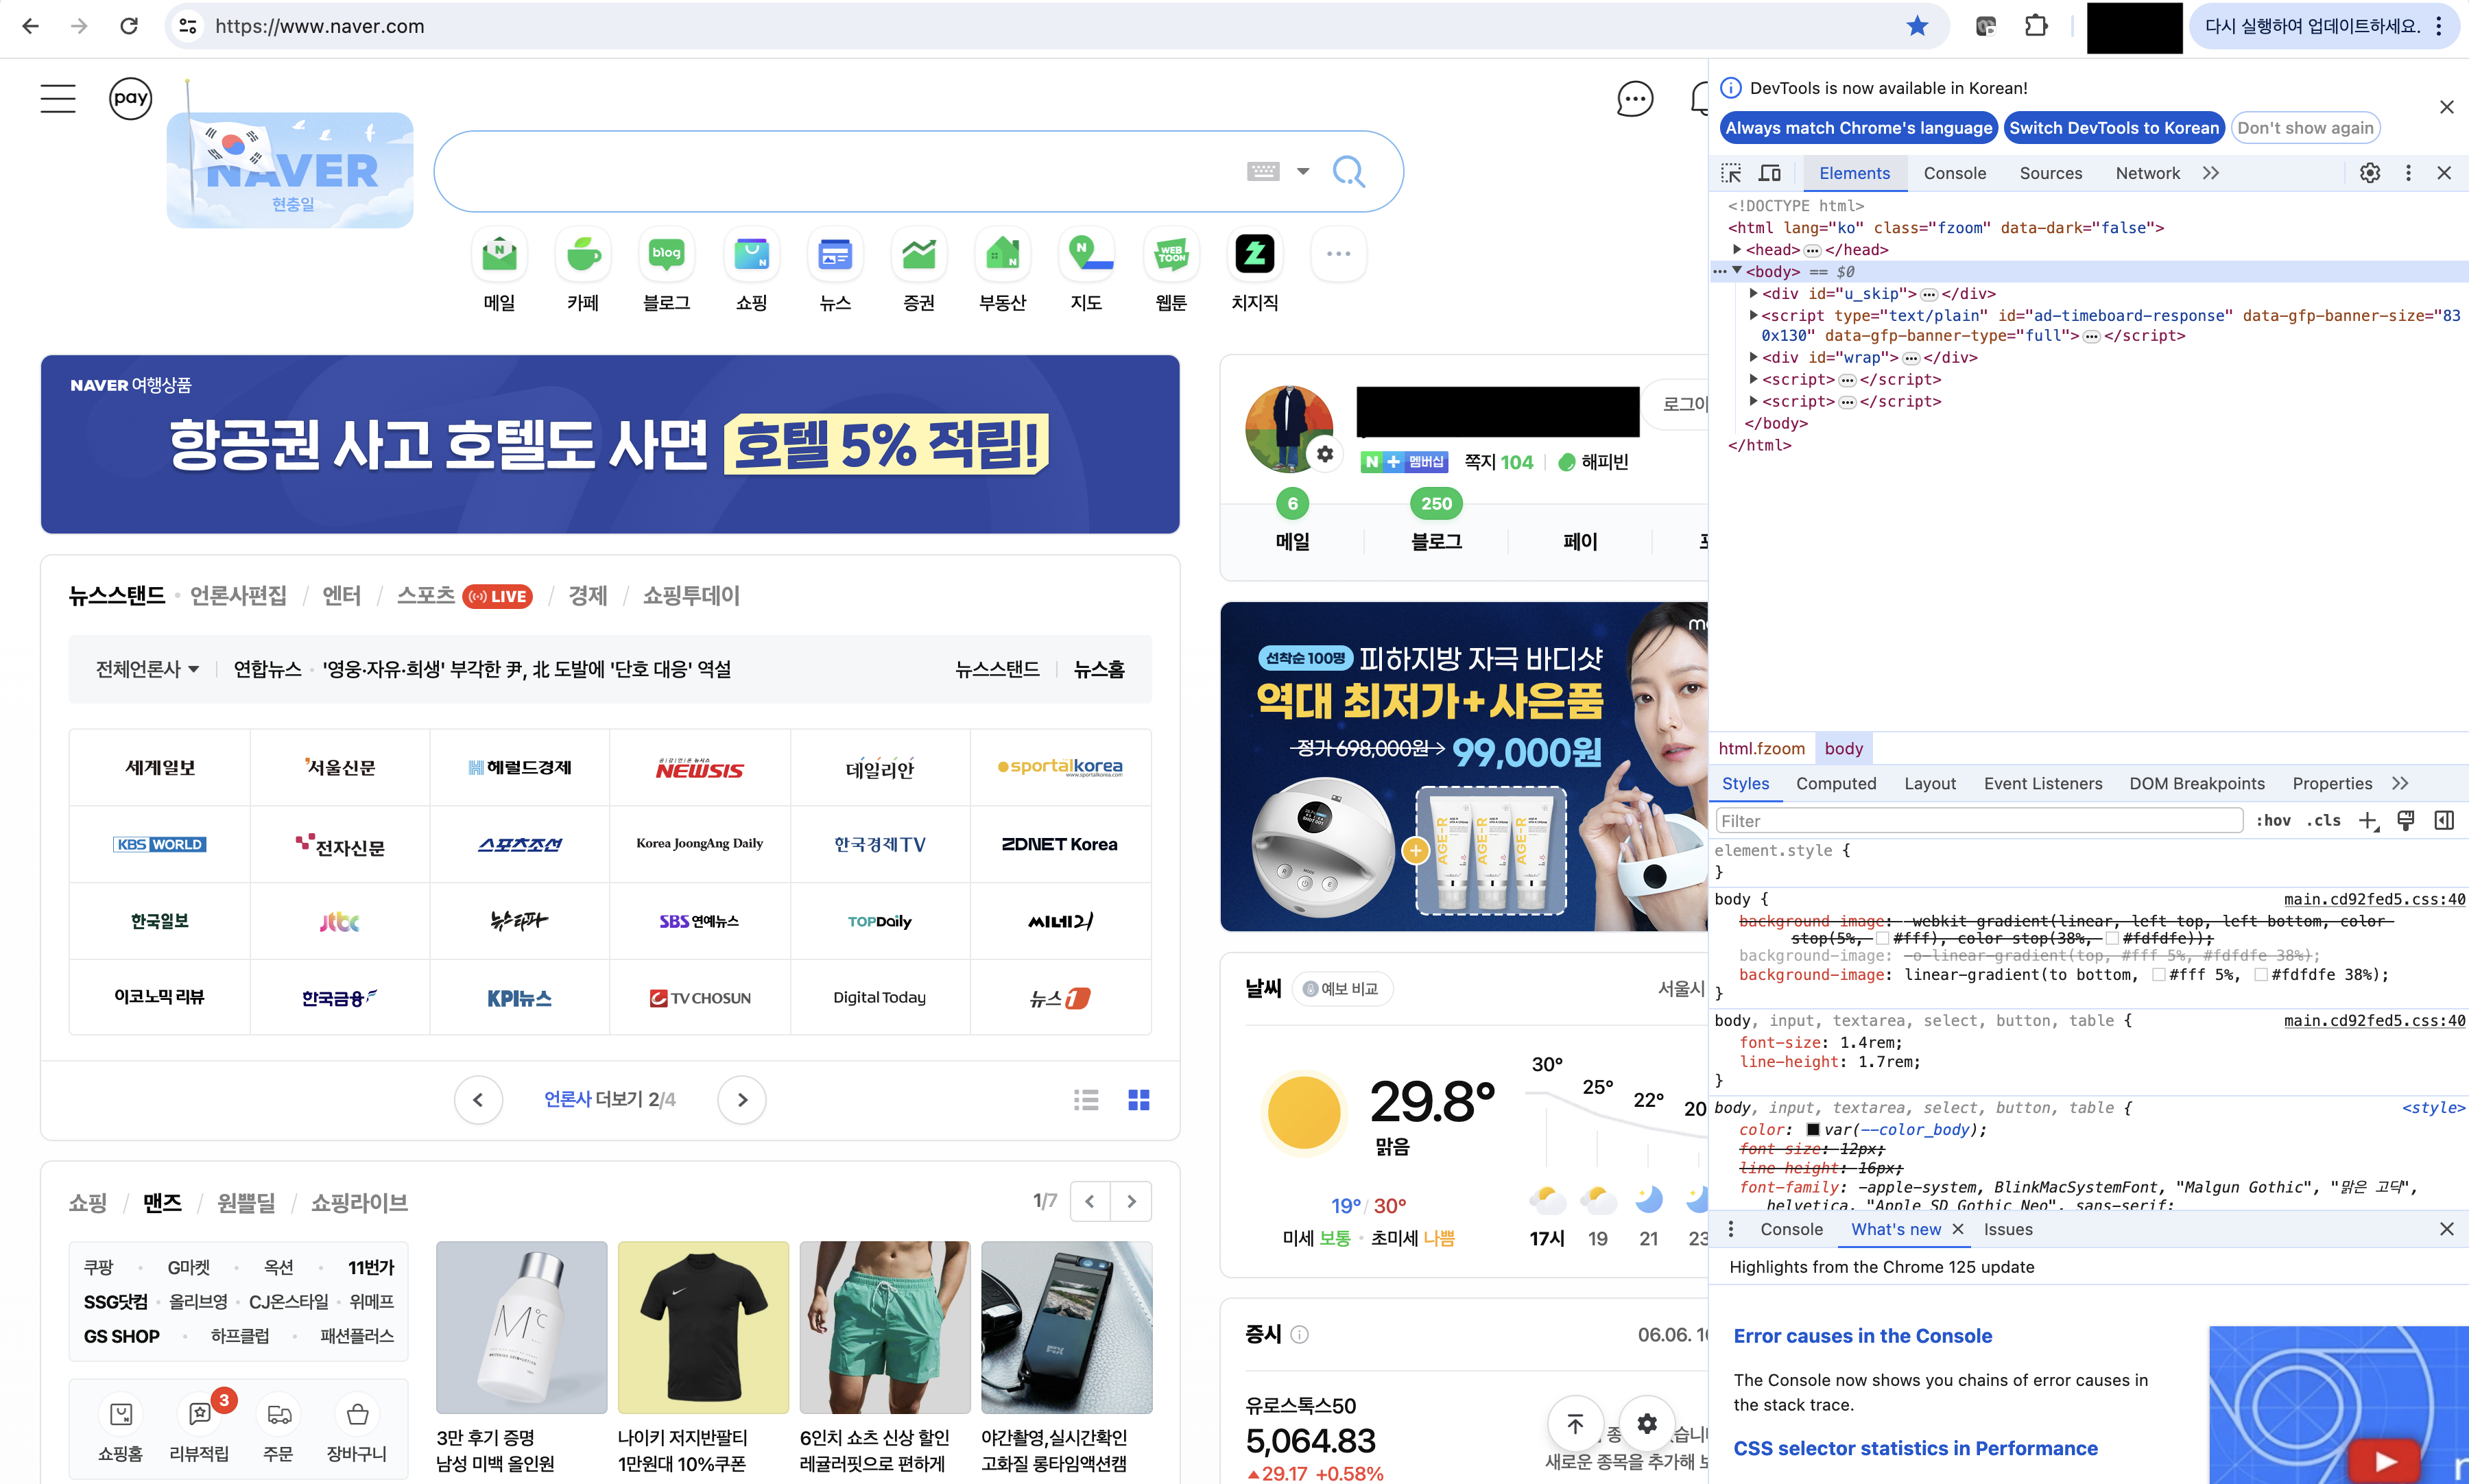 https://www.naver.com
다시 실행하여 업데이트하세요.
pay
NAVER
현충일
메일
카페
blog
블로그
쇼핑
뉴스
증권
부동산
지도
WEB TOON
웹툰
치지직
NAVER 여행상품
항공권 사고 호텔도 사면 호텔 5% 적립!
로그아
N + 멤버십 쪽지 104 해피빈
6
250
메일
블로그
페이
뉴스스탠드 · 언론사편집 / 엔터 / 스포츠 LIVE / 경제 / 쇼핑투데이
전체언론사
연합뉴스 · '영웅·자유·희생' 부각한 尹, 北 도발에 '단호 대응' 역설
뉴스스탠드
뉴스홈
세계일보
서울신문
헤럴드경제
공감언론 뉴시스
NEWSIS
데일리안
sportalkorea
www.sportalkorea.com
KBS WORLD
전자신문
스포츠조선
Korea JoongAng Daily
한국경제TV
ZDNET Korea
한국일보
jtbc
뉴스타파
SBS 연예뉴스
TOPDaily
씨네21
이코노믹 리뷰
한국금융
KPI뉴스
TV CHOSUN
Digital Today
뉴스1
언론사 더보기 2/4
쇼핑 / 맨즈 / 원쁠딜 / 쇼핑라이브
1/7
쿠팡 · G마켓 · 옥션 · 11번가
SSG닷컴 · 올리브영 · CJ온스타일 · 위메프
GS SHOP · 하프클럽 · 패션플러스
3
쇼핑홈
리뷰적립
주문
장바구니
M℃
3만 후기 증명
남성 미백 올인원
나이키 저지반팔티
1만원대 10%쿠폰
6인치 쇼츠 신상 할인
레귤러핏으로 편하게
야간촬영,실시간확인
고화질 롱타임액션캠
선착순 100명 피하지방 자극 바디샷
역대 최저가+사은품
정가 698,000원→ 99,000원
AGE-R
AGE-R
AGE-R
날씨
예보 비교
서울시
29.8°
맑음
19° / 30°
미세 보통 · 초미세 나쁨
30°
25°
22°
20
17시
19
21
23
증시
06.06.
유로스톡스50
5,064.83
▲29.17 +0.58%
새로운 종목을 추가해
DevTools is now available in Korean!
Always match Chrome's language
Switch DevTools to Korean
Don't show again
Elements
Console
Sources
Network
<!DOCTYPE html>
<html lang="ko" class="fzoom" data-dark="false">
<head> … </head>
<body> == $0
<div id="u_skip"> … </div>
<script type="text/plain" id="ad-timeboard-response" data-gfp-banner-size="83
0x130" data-gfp-banner-type="full"> … </script>
<div id="wrap"> … </div>
<script> … </script>
<script> … </script>
</body>
</html>
html.fzoom
body
Styles
Computed
Layout
Event Listeners
DOM Breakpoints
Properties
Filter
:hov
.cls
element.style {
}
body {
main.cd92fed5.css:40
background-image: -webkit-gradient(linear, left top, left bottom, color-
stop(5%, #fff), color-stop(38%, #fdfdfe));
background-image: -o-linear-gradient(top, #fff 5%, #fdfdfe 38%);
background-image: linear-gradient(to bottom, #fff 5%, #fdfdfe 38%);
}
body, input, textarea, select, button, table {
main.cd92fed5.css:40
font-size: 1.4rem;
line-height: 1.7rem;
}
body, input, textarea, select, button, table {
<style>
color: var(--color_body);
font-size: 12px;
line-height: 16px;
font-family: -apple-system, BlinkMacSystemFont, "Malgun Gothic", "맑은 고딕",
helvetica, "Apple SD Gothic Neo", sans-serif;
Console
What's new
Issues
Highlights from the Chrome 125 update
Error causes in the Console
The Console now shows you chains of error causes in
the stack trace.
CSS selector statistics in Performance